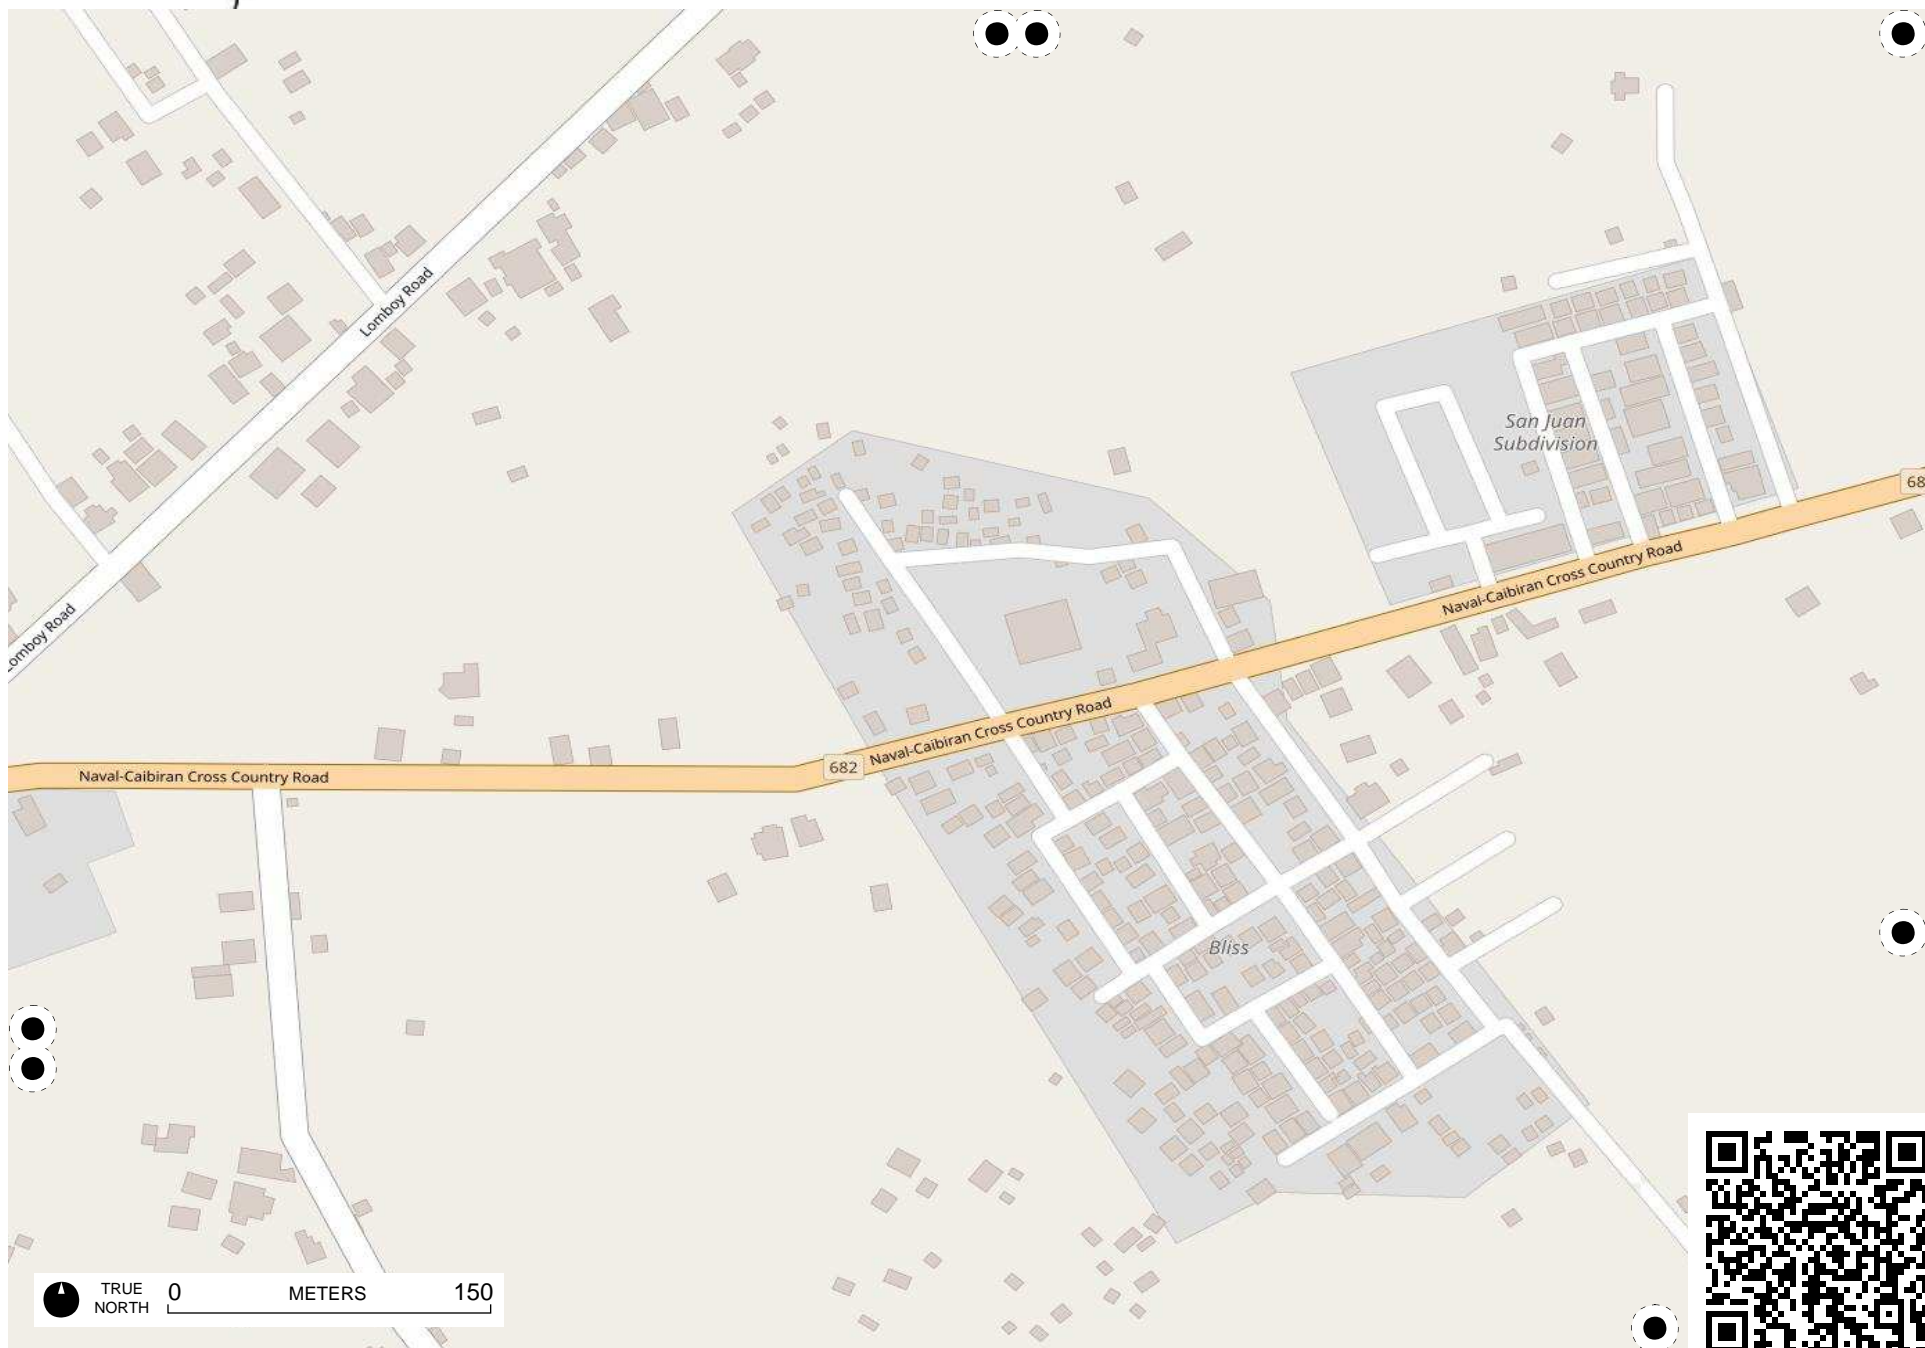 Lomboy Road
San Juan
Subdivision
68
Naval-Caibiran Cross Country Road
Lomboy Road
Naval-Caibiran Cross Country Road
682
Naval-Caibiran Cross Country Road
Bliss
TRUE
NORTH
0
METERS
150